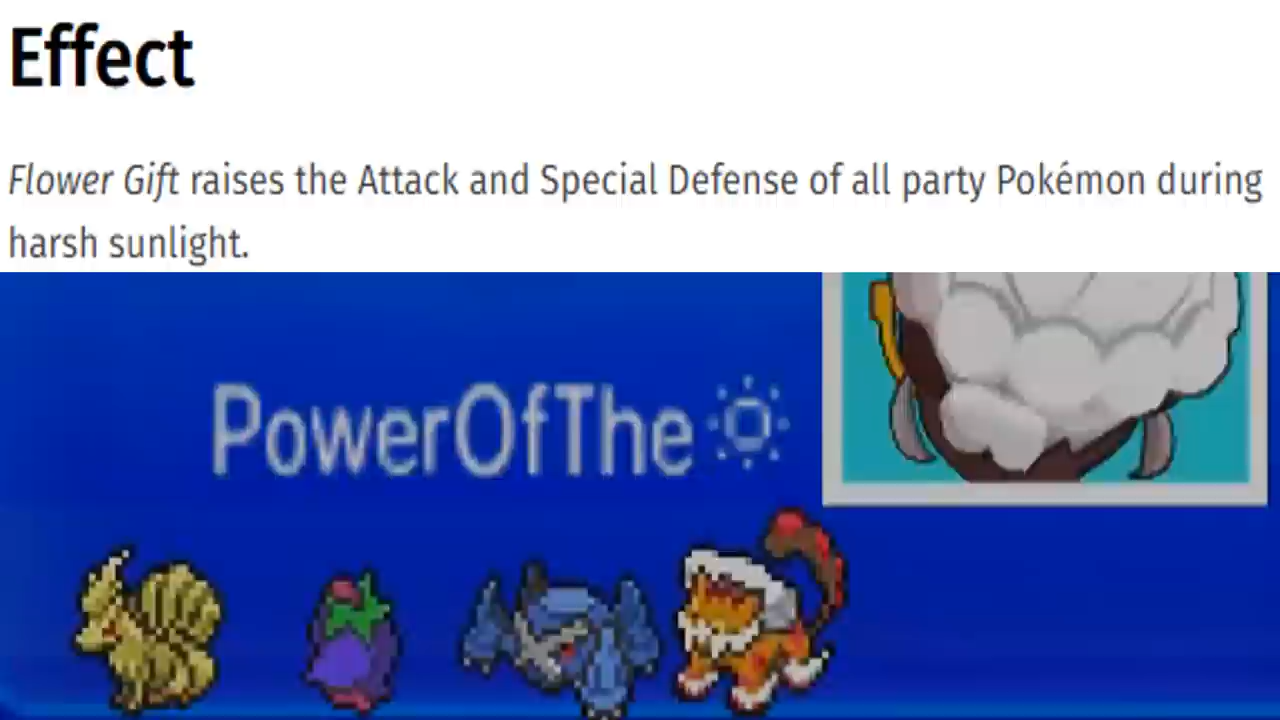 Effect
Flower Gift raises the Attack and Special Defense of all party Pokémon during
harsh sunlight.
PowerOfThe☼